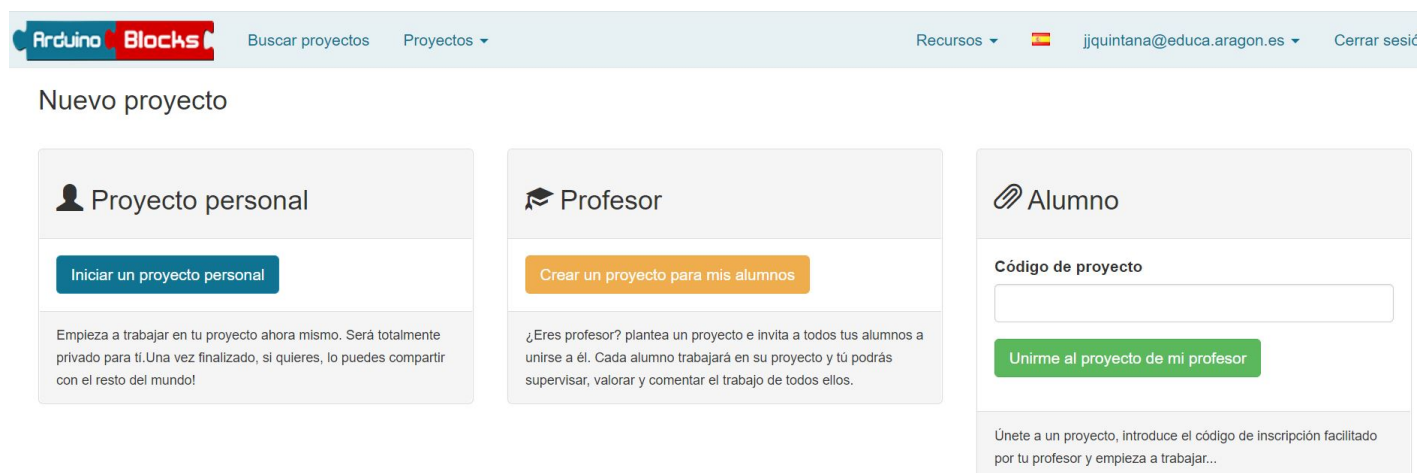 Arduino Blocks Buscar proyectos Proyectos Recursos jjquintana@educa.aragon.es Cerrar sesió
Nuevo proyecto
Proyecto personal
Iniciar un proyecto personal
Empieza a trabajar en tu proyecto ahora mismo. Será totalmente
privado para tí.Una vez finalizado, si quieres, lo puedes compartir
con el resto del mundo!
Profesor
Crear un proyecto para mis alumnos
¿Eres profesor? plantea un proyecto e invita a todos tus alumnos a
unirse a él. Cada alumno trabajará en su proyecto y tú podrás
supervisar, valorar y comentar el trabajo de todos ellos.
Alumno
Código de proyecto
Unirme al proyecto de mi profesor
Únete a un proyecto, introduce el código de inscripción facilitado
por tu profesor y empieza a trabajar...